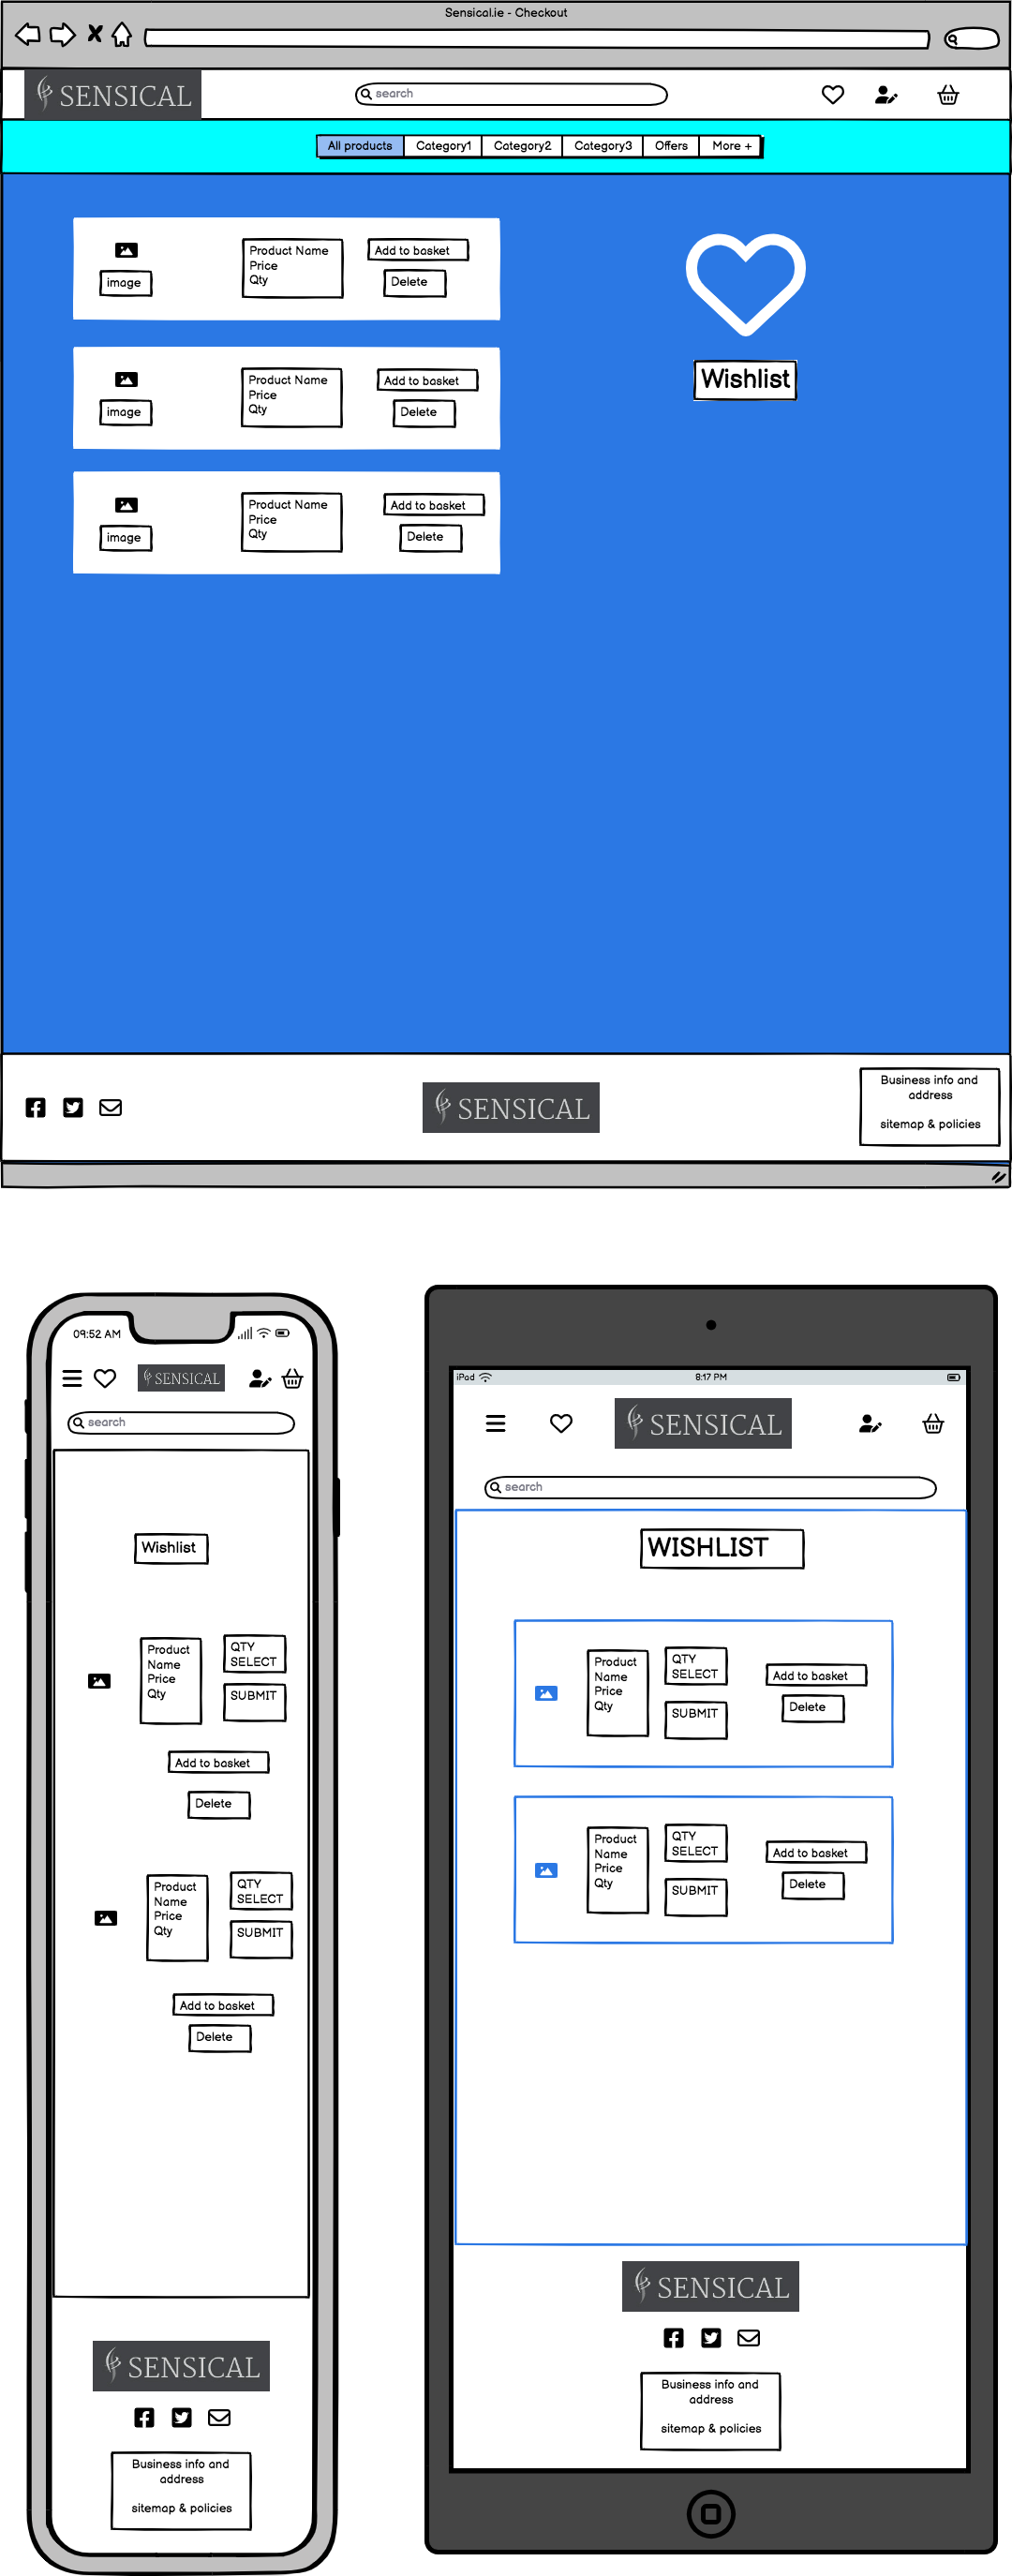 Sensical.ie - Checkout
SENSICAL
search
All products Category1 Category2 Category3 Offers More +
Product Name
Price
Qty
Add to basket
Delete
image
Wishlist
Product Name
Price
Qty
Add to basket
Delete
image
Product Name
Price
Qty
Add to basket
Delete
image
SENSICAL
Business info and
address
sitemap & policies
09:52 AM
SENSICAL
search
Wishlist
Product
Name
Price
Qty
QTY
SELECT
SUBMIT
Add to basket
Delete
Product
Name
Price
Qty
QTY
SELECT
SUBMIT
Add to basket
Delete
SENSICAL
Business info and
address
sitemap & policies
iPad 8:17 PM
SENSICAL
search
WISHLIST
Product
Name
Price
Qty
QTY
SELECT
SUBMIT
Add to basket
Delete
Product
Name
Price
Qty
QTY
SELECT
SUBMIT
Add to basket
Delete
SENSICAL
Business info and
address
sitemap & policies